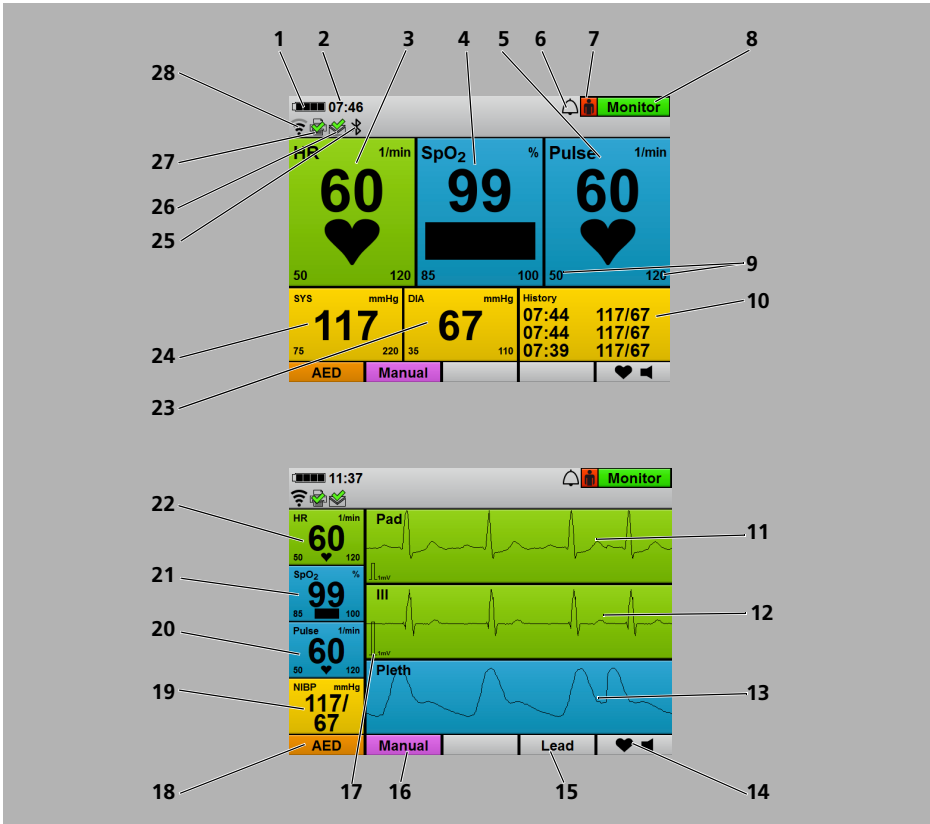 1 2 3 4 5 6 7 8
28
07:46 Monitor
27
HR 1/min SpO2 % Pulse 1/min
60 99 60
26
25
50 120 85 100 50 120
9
SYS mmHg DIA mmHg History
10
07:44 117/67
117 67
07:44 117/67
24
75 220 35 110
07:39 117/67
AED Manual
23
11:37 Monitor
22
HR 1/min
60
50 120
Pad
1mV
11
21
SpO2 %
99
85 100
III
1mV
12
20
Pulse 1/min
60
50 120
Pleth
13
19
NIBP mmHg
117/
67
AED Manual Lead
18 17 16 15 14